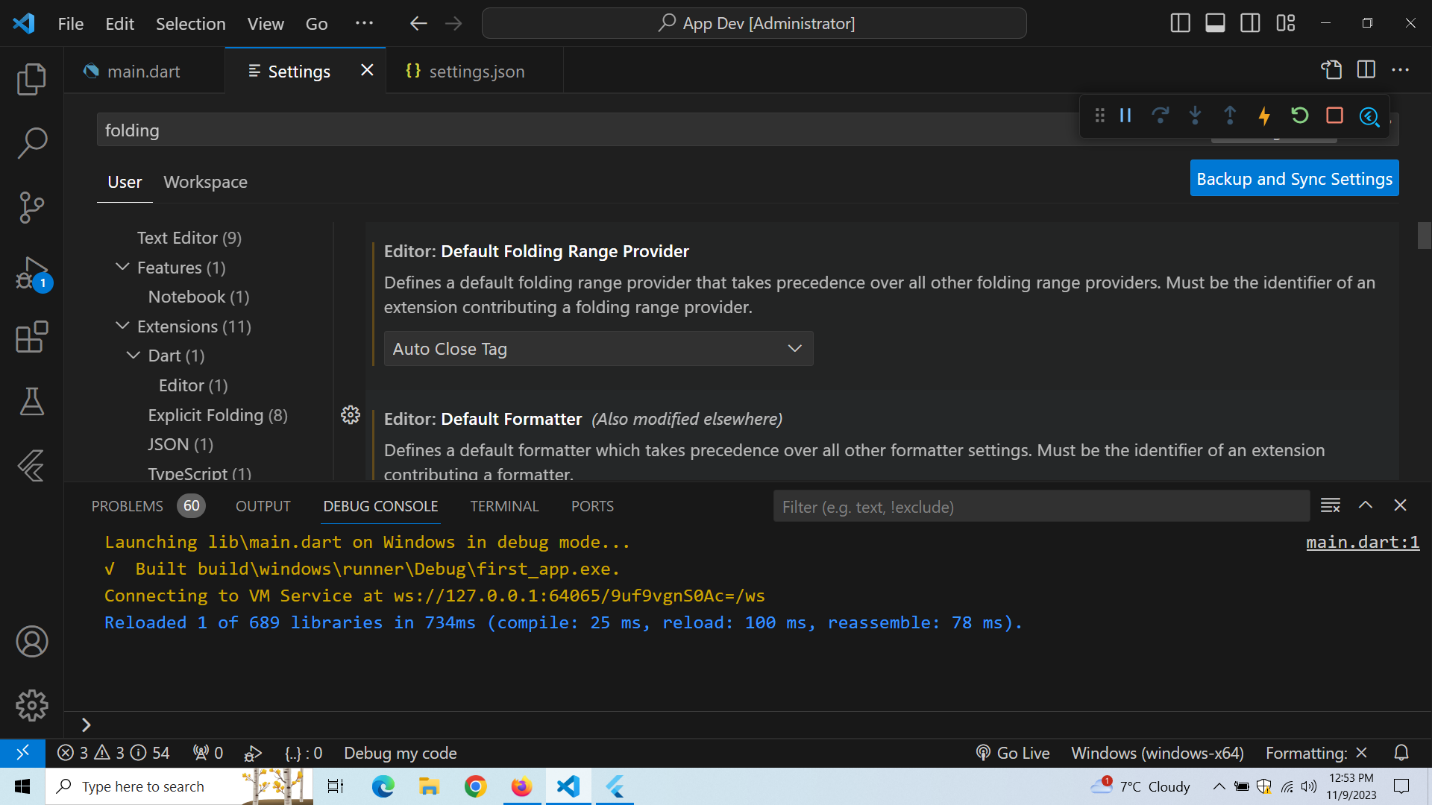 File Edit Selection View Go ··· App Dev [Administrator]
main.dart Settings settings.json
folding
User Workspace Backup and Sync Settings
Text Editor (9)
Features (1)
Notebook (1)
Extensions (11)
Dart (1)
Editor (1)
Explicit Folding (8)
JSON (1)
TypeScript (1)
Editor: Default Folding Range Provider
Defines a default folding range provider that takes precedence over all other folding range providers. Must be the identifier of an
extension contributing a folding range provider.
Auto Close Tag
Editor: Default Formatter (Also modified elsewhere)
Defines a default formatter which takes precedence over all other formatter settings. Must be the identifier of an extension
contributing a formatter.
1
PROBLEMS 60 OUTPUT DEBUG CONSOLE TERMINAL PORTS Filter (e.g. text, !exclude)
Launching lib\main.dart on Windows in debug mode... main.dart:1
√ Built build\windows\runner\Debug\first_app.exe.
Connecting to VM Service at ws://127.0.0.1:64065/9uf9vgnS0Ac=/ws
Reloaded 1 of 689 libraries in 734ms (compile: 25 ms, reload: 100 ms, reassemble: 78 ms).
3 3 54 0 {..} : 0 Debug my code Go Live Windows (windows-x64) Formatting: ×
Type here to search 1 7°C Cloudy 12:53 PM
11/9/2023